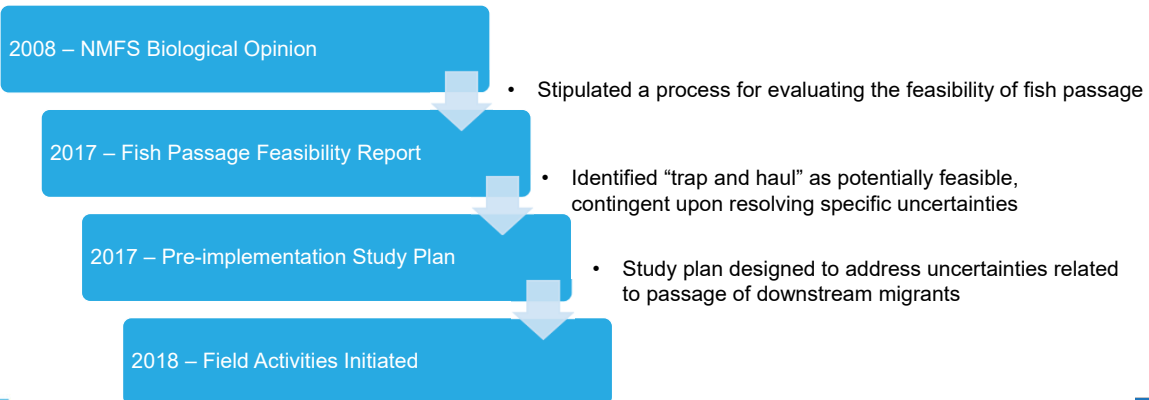 2008 – NMFS Biological Opinion
• Stipulated a process for evaluating the feasibility of fish passage
2017 – Fish Passage Feasibility Report
• Identified “trap and haul” as potentially feasible,
contingent upon resolving specific uncertainties
2017 – Pre-implementation Study Plan
• Study plan designed to address uncertainties related
to passage of downstream migrants
2018 – Field Activities Initiated